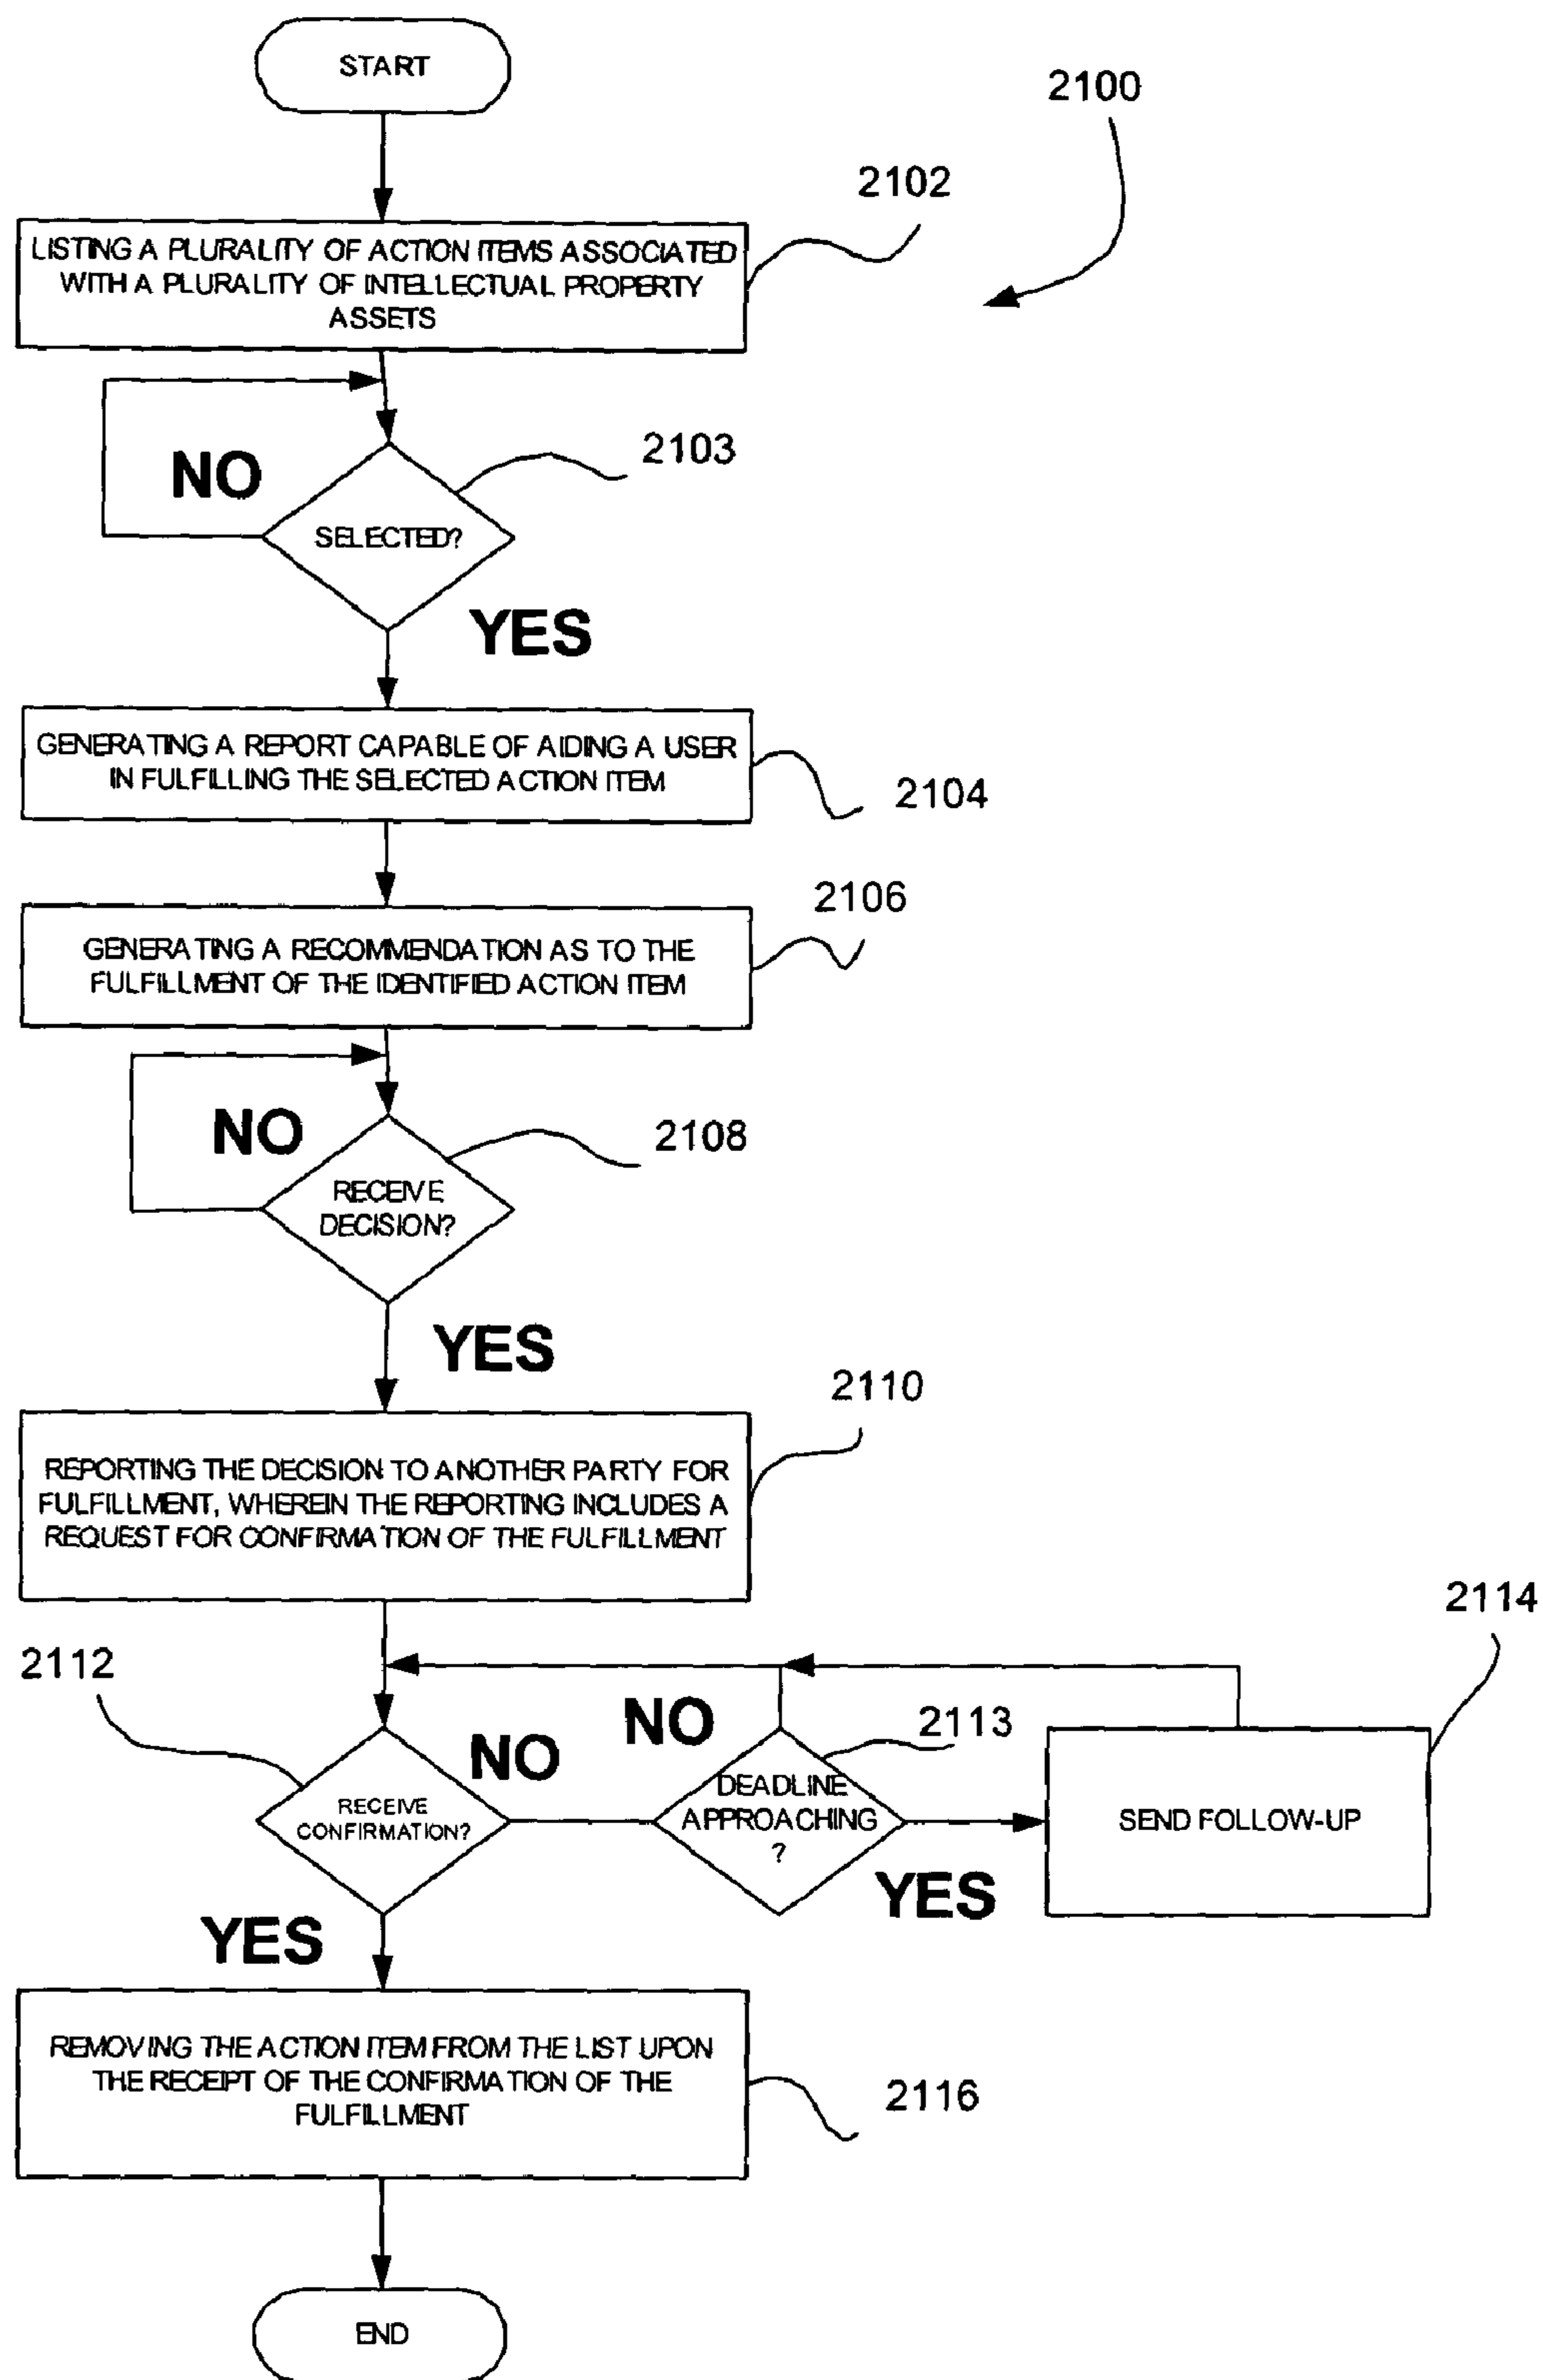 START
2100
2102
LISTING A PLURALITY OF ACTION ITEMS ASSOCIATED
WITH A PLURALITY OF INTELLECTUAL PROPERTY
ASSETS
NO
2103
SELECTED?
YES
GENERATING A REPORT CAPABLE OF AIDING A USER
IN FULFILLING THE SELECTED ACTION ITEM
2104
2106
GENERATING A RECOMMENDATION AS TO THE
FULFILLMENT OF THE IDENTIFIED ACTION ITEM
NO
2108
RECEIVE
DECISION?
YES
2110
REPORTING THE DECISION TO ANOTHER PARTY FOR
FULFILLMENT, WHEREIN THE REPORTING INCLUDES A
REQUEST FOR CONFIRMATION OF THE FULFILLMENT
2114
2112
NO
NO
2113
RECEIVE
CONFIRMATION?
DEADLINE
APPROACHING
?
SEND FOLLOW-UP
YES
YES
REMOVING THE ACTION ITEM FROM THE LIST UPON
THE RECEIPT OF THE CONFIRMATION OF THE
FULFILLMENT
2116
END